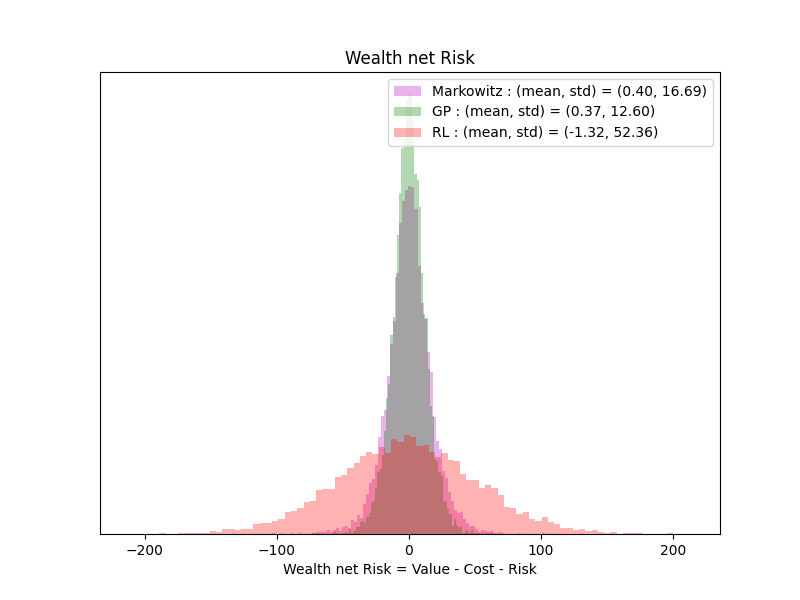 Wealth net Risk
Markowitz : (mean, std) = (0.40, 16.69)
GP : (mean, std) = (0.37, 12.60)
RL : (mean, std) = (-1.32, 52.36)
−200 −100 0 100 200
Wealth net Risk = Value - Cost - Risk